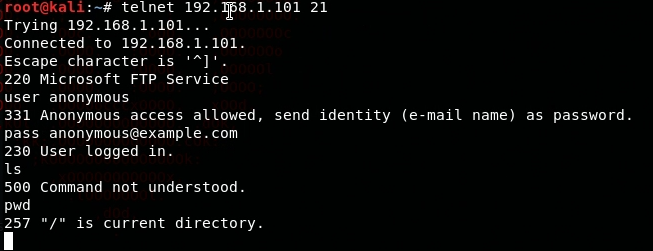 root@kali:~# telnet 192.168.1.101 21
Trying 192.168.1.101...
Connected to 192.168.1.101.
Escape character is '^]'.
220 Microsoft FTP Service
user anonymous
331 Anonymous access allowed, send identity (e-mail name) as password.
pass anonymous@example.com
230 User logged in.
ls
500 Command not understood.
pwd
257 "/" is current directory.